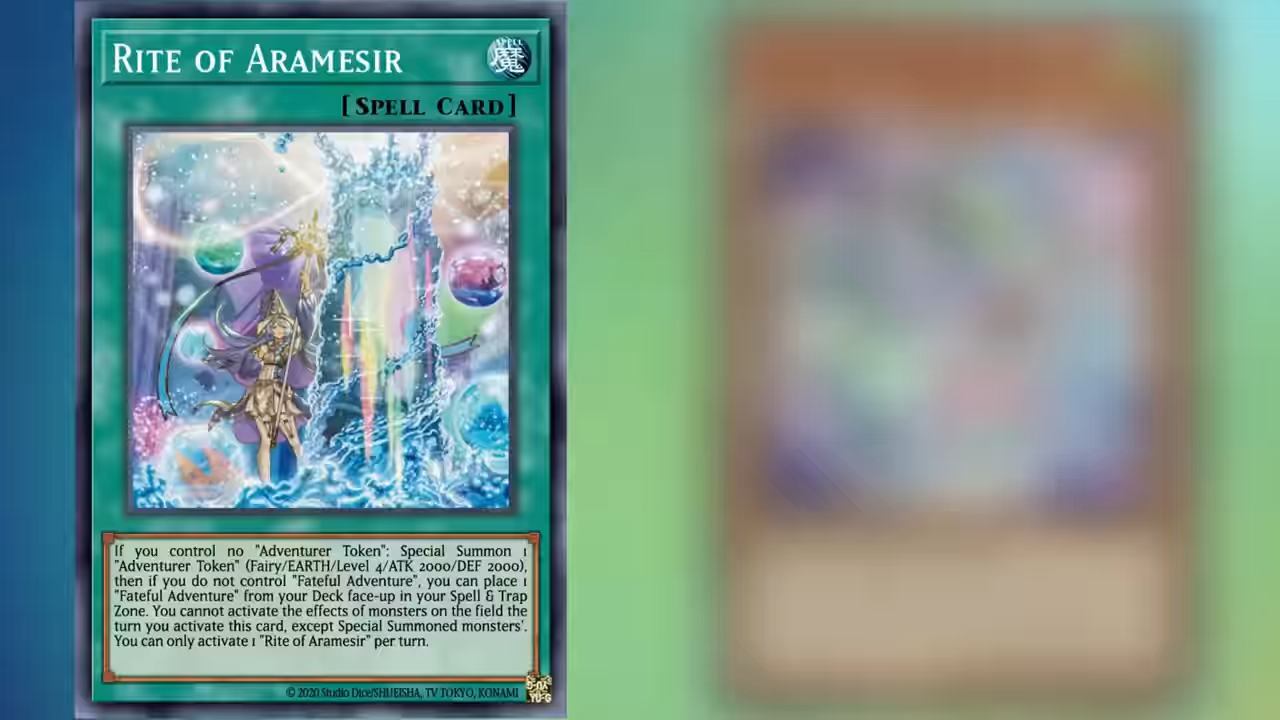 RITE OF ARAMESIR
SPELL
魔
[SPELL CARD]
If you control no "Adventurer Token": Special Summon 1
"Adventurer Token" (Fairy/EARTH/Level 4/ATK 2000/DEF 2000),
then if you do not control "Fateful Adventure", you can place 1
"Fateful Adventure" from your Deck face-up in your Spell & Trap
Zone. You cannot activate the effects of monsters on the field the
turn you activate this card, except Special Summoned monsters'.
You can only activate 1 "Rite of Aramesir" per turn.
© 2020 Studio Dice/SHUEISHA, TV TOKYO, KONAMI